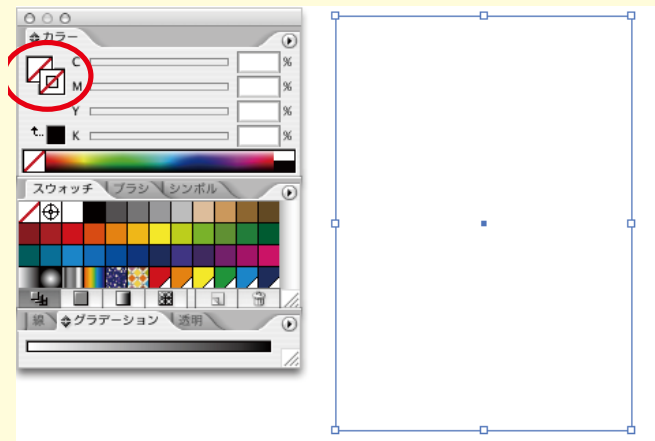 カラー
C %
M %
Y %
K %
スウォッチ ブラシ シンボル
線 グラデーション 透明